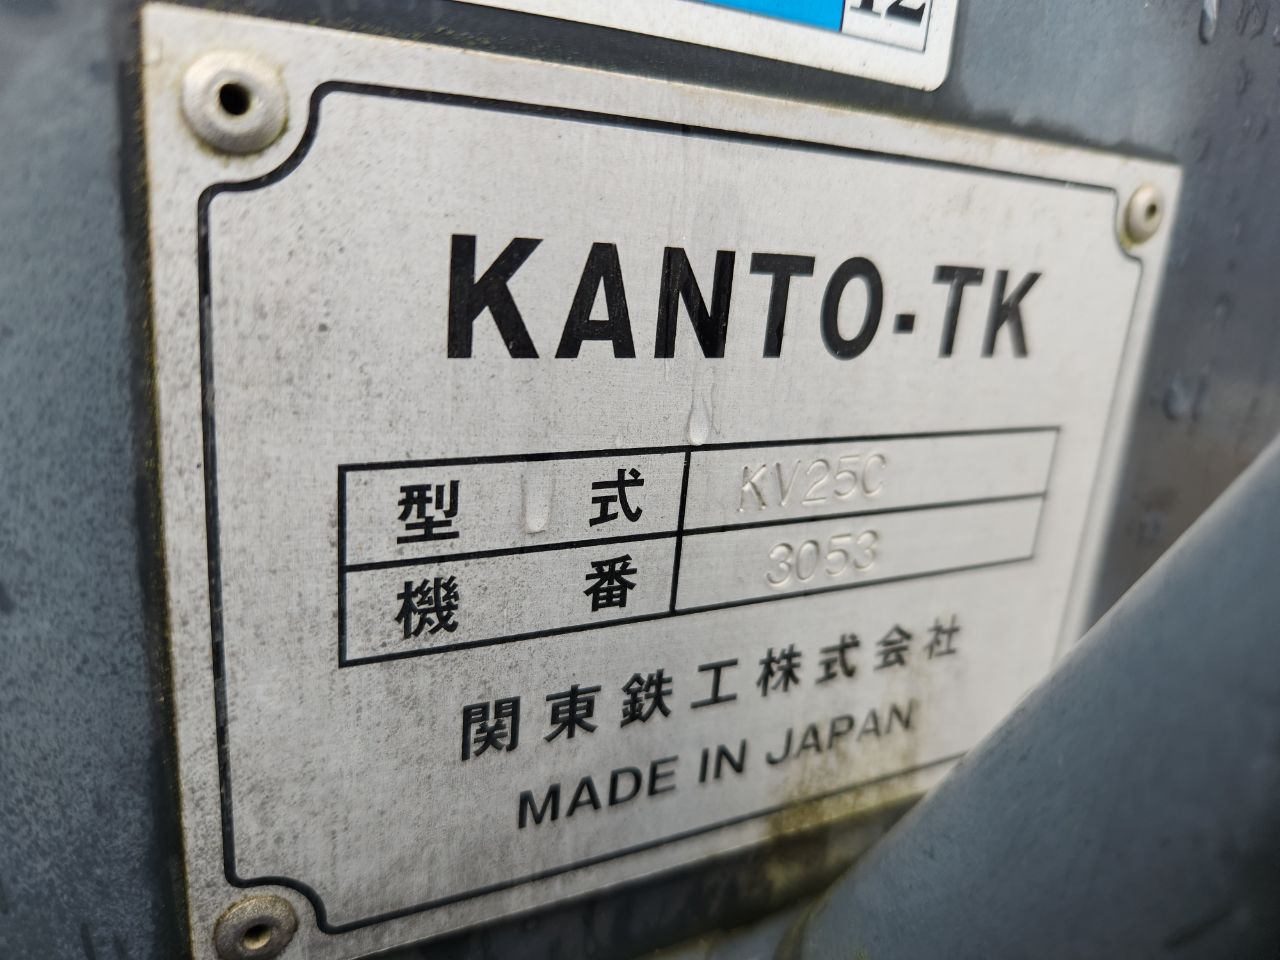 12
KANTO-TK
型式 KV25C
機番 3053
関東鉄工株式会社
MADE IN JAPAN